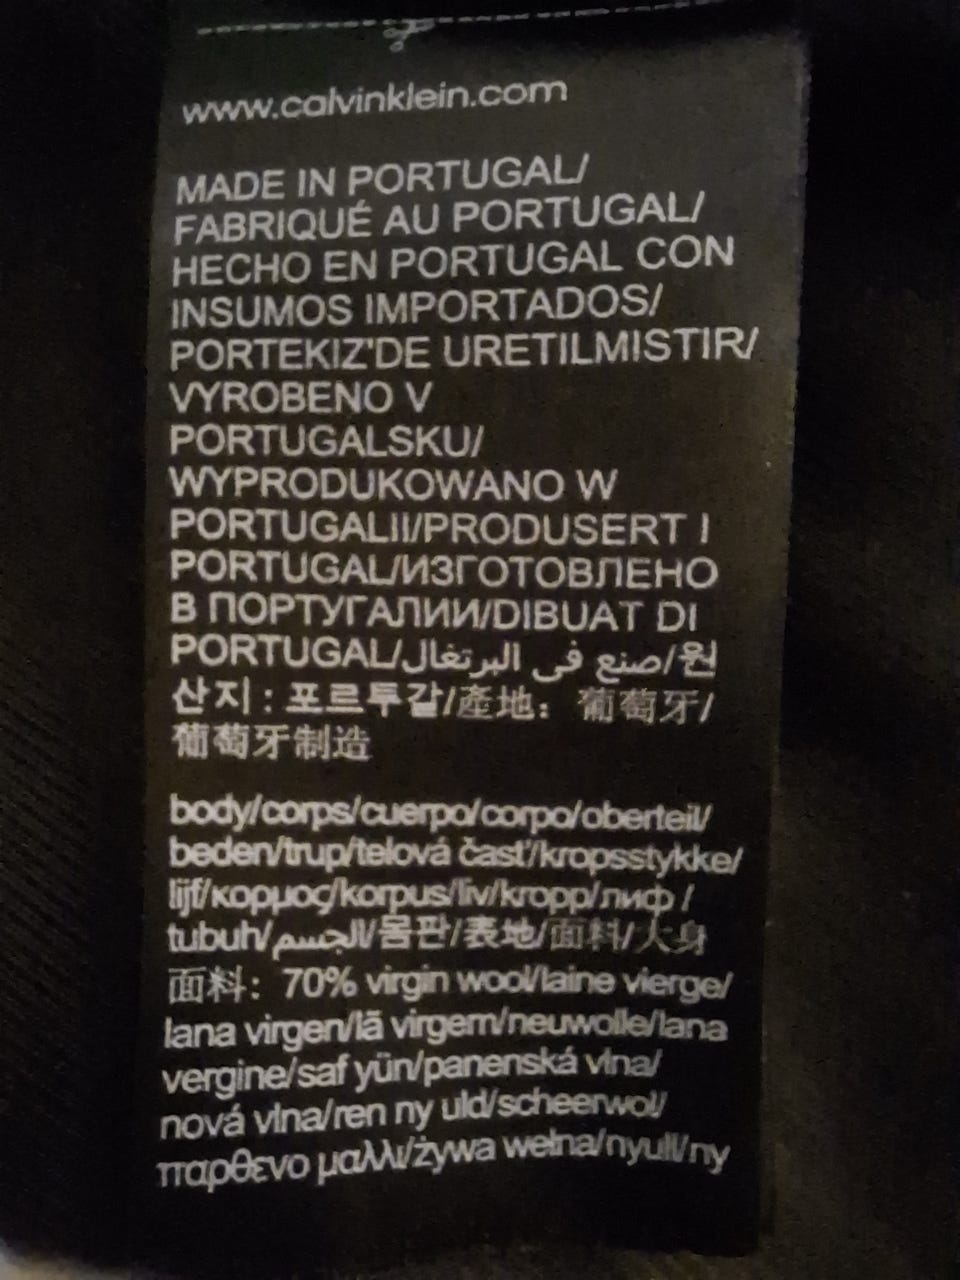 www.calvinklein.com
MADE IN PORTUGAL/
FABRIQUÉ AU PORTUGAL/
HECHO EN PORTUGAL CON
INSUMOS IMPORTADOS/
PORTEKIZ'DE URETILMISTIR/
VYROBENO V
PORTUGALSKU/
WYPRODUKOWANO W
PORTUGALII/PRODUSERT I
PORTUGAL/ИЗГОТОВЛЕНО
В ПОРТУГАЛИИ/DIBUAT DI
PORTUGAL/صنع في البرتغال/원
산지 : 포르투갈/產地：葡萄牙/
葡萄牙制造
body/corps/cuerpo/corpo/oberteil/
beden/trup/telová časť/kropsstykke/
lijf/κορμος/korpus/liv/kropp/лиф /
tubuh/الجسم/몸판/表地/面料/大身
面料：70% virgin wool/laine vierge/
lana virgen/lã virgem/neuwolle/lana
vergine/saf yün/panenská vlna/
nová vlna/ren ny uld/scheerwol/
παρθενο μαλλι/żywa wełna/nyull/ny